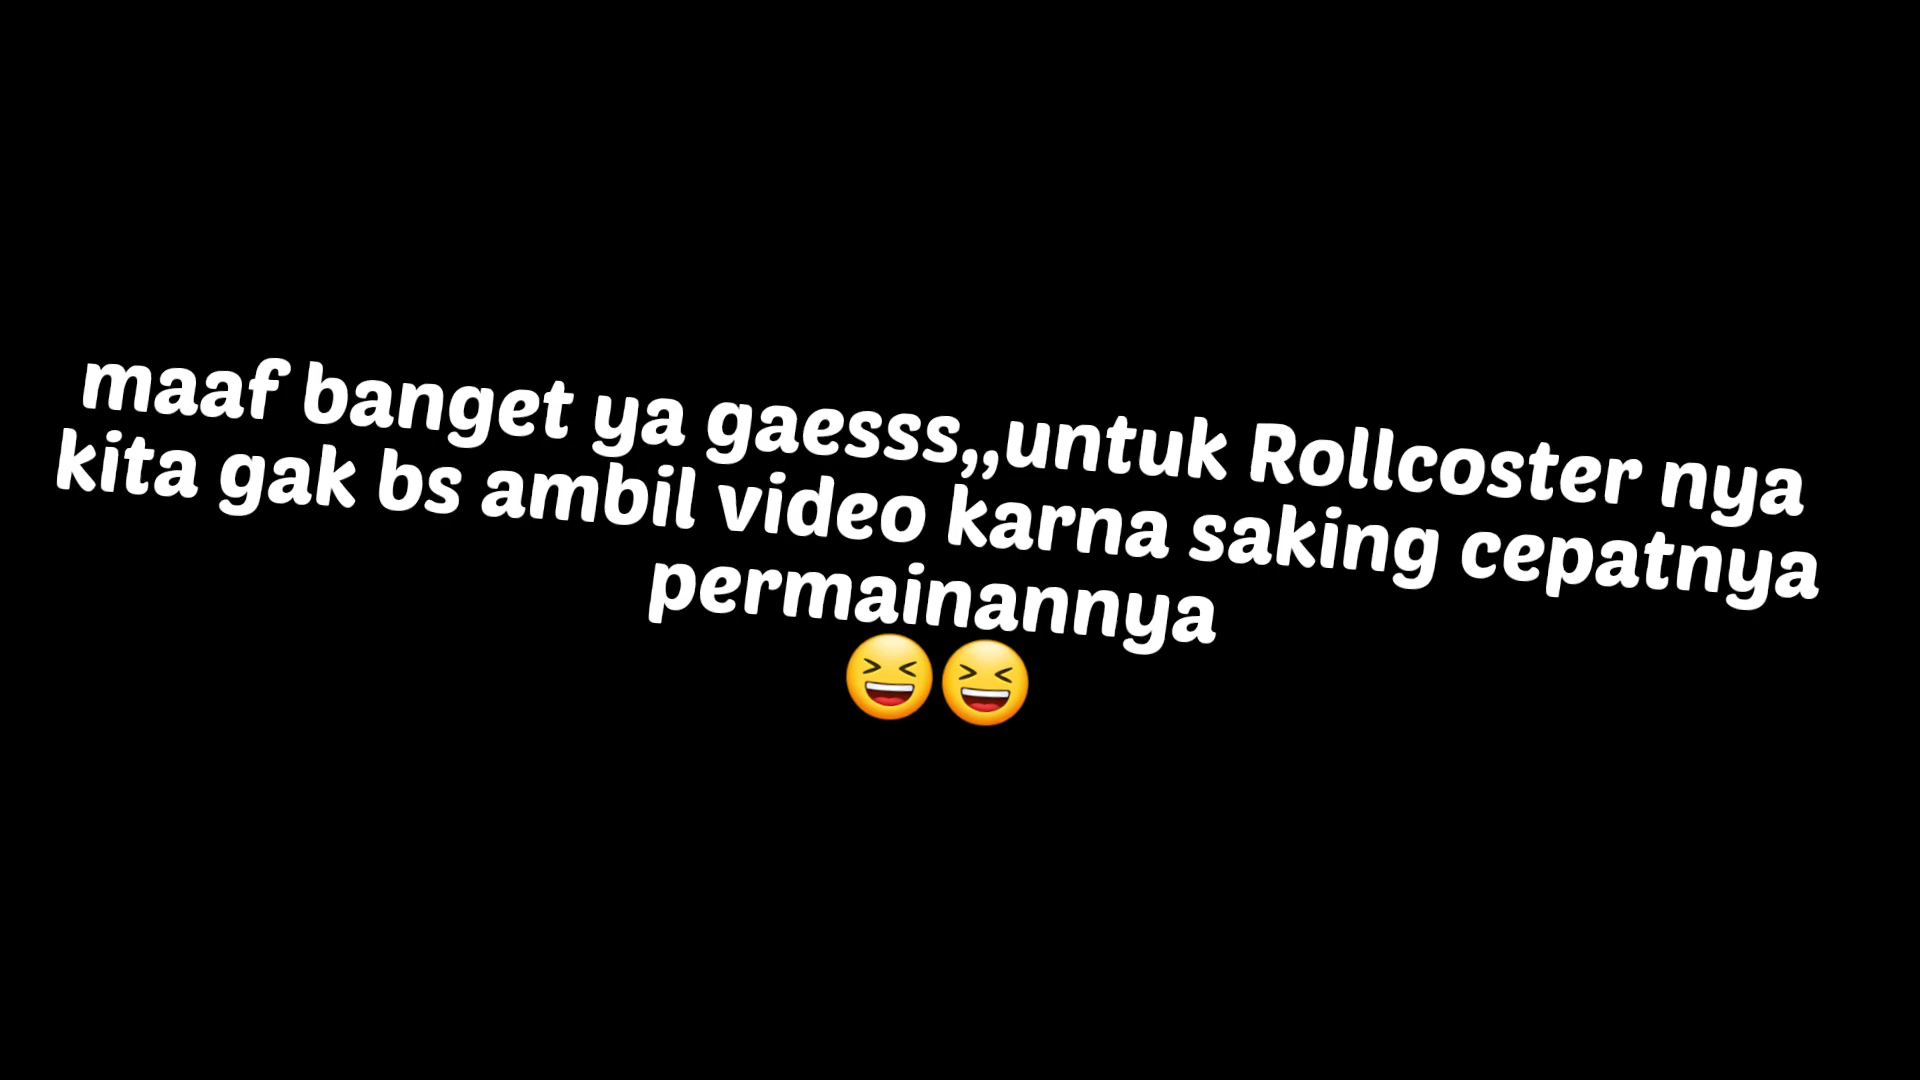 maaf banget ya gaesss,,untuk Rollcoster nya
kita gak bs ambil video karna saking cepatnya
permainannya
😆😆